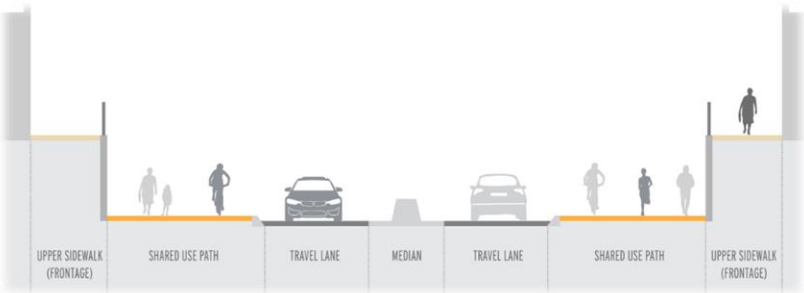 UPPER SIDEWALK
(FRONTAGE)
SHARED USE PATH
TRAVEL LANE
MEDIAN
TRAVEL LANE
SHARED USE PATH
UPPER SIDEWALK
(FRONTAGE)